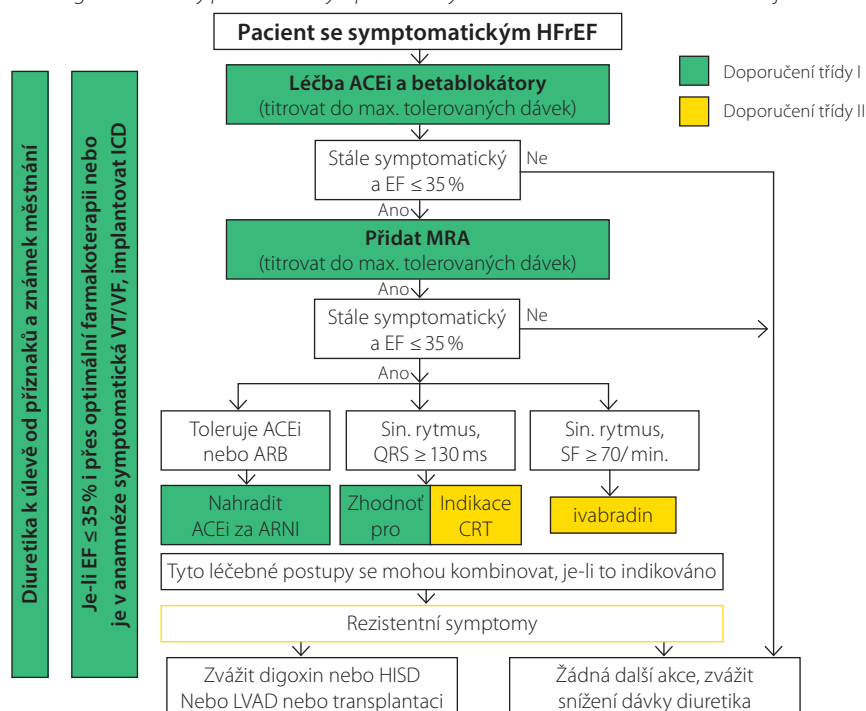 Pacient se symptomatickým HFrEF
Léčba ACEi a betablokátory
(titrovat do max. tolerovaných dávek)
Doporučení třídy I
Doporučení třídy II
Stále symptomatický
a EF ≤ 35 %
Ne
Ano
Přidat MRA
(titrovat do max. tolerovaných dávek)
Ano
Stále symptomatický
a EF ≤ 35 %
Ne
Ano
Toleruje ACEi
nebo ARB
Sin. rytmus,
QRS ≥ 130 ms
Sin. rytmus,
SF ≥ 70/min.
Nahradit
ACEi za ARNI
Zhodnoť
pro
Indikace
CRT
ivabradin
Tyto léčebné postupy se mohou kombinovat, je-li to indikováno
Rezistentní symptomy
Zvážit digoxin nebo HISD
Nebo LVAD nebo transplantaci
Žádná další akce, zvážit
snížení dávky diuretika
Diuretika k úlevě od příznaků a známek městnání
Je-li EF ≤ 35 % i přes optimální farmakoterapii nebo
je v anamnéze symptomatická VT/VF, implantovat ICD